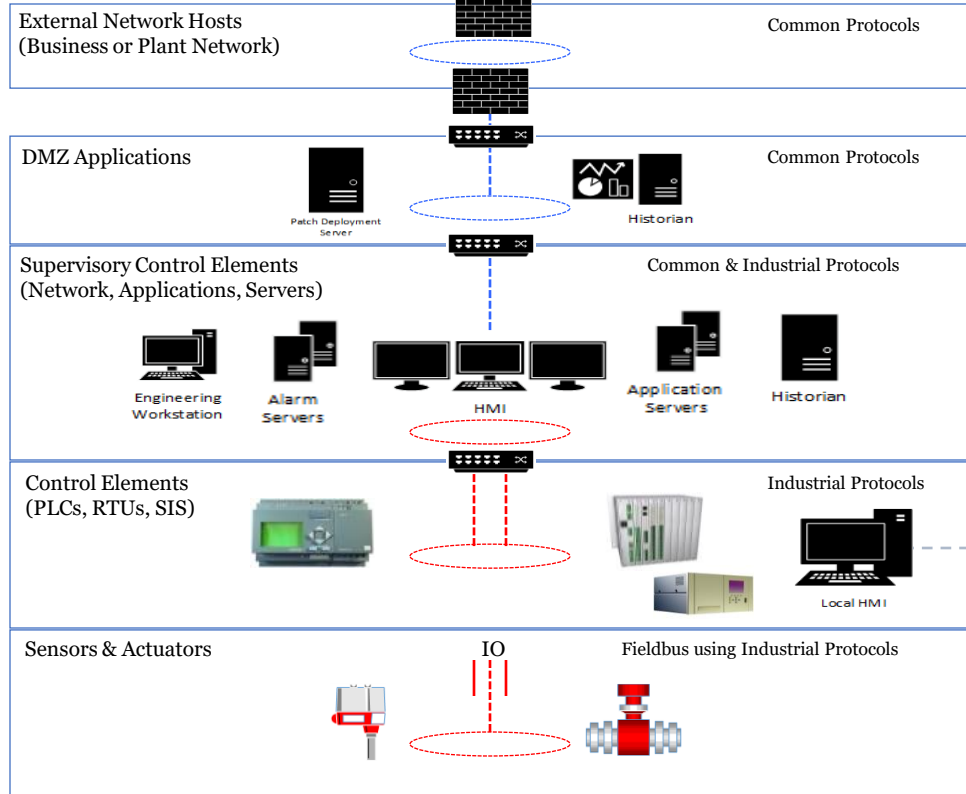 External Network Hosts
(Business or Plant Network)
Common Protocols
DMZ Applications
Common Protocols
Patch Deployment
Server
Historian
Supervisory Control Elements
(Network, Applications, Servers)
Common & Industrial Protocols
Engineering
Workstation
Alarm
Servers
HMI
Application
Servers
Historian
Control Elements
(PLCs, RTUs, SIS)
Industrial Protocols
Local HMI
Sensors & Actuators
IO
Fieldbus using Industrial Protocols